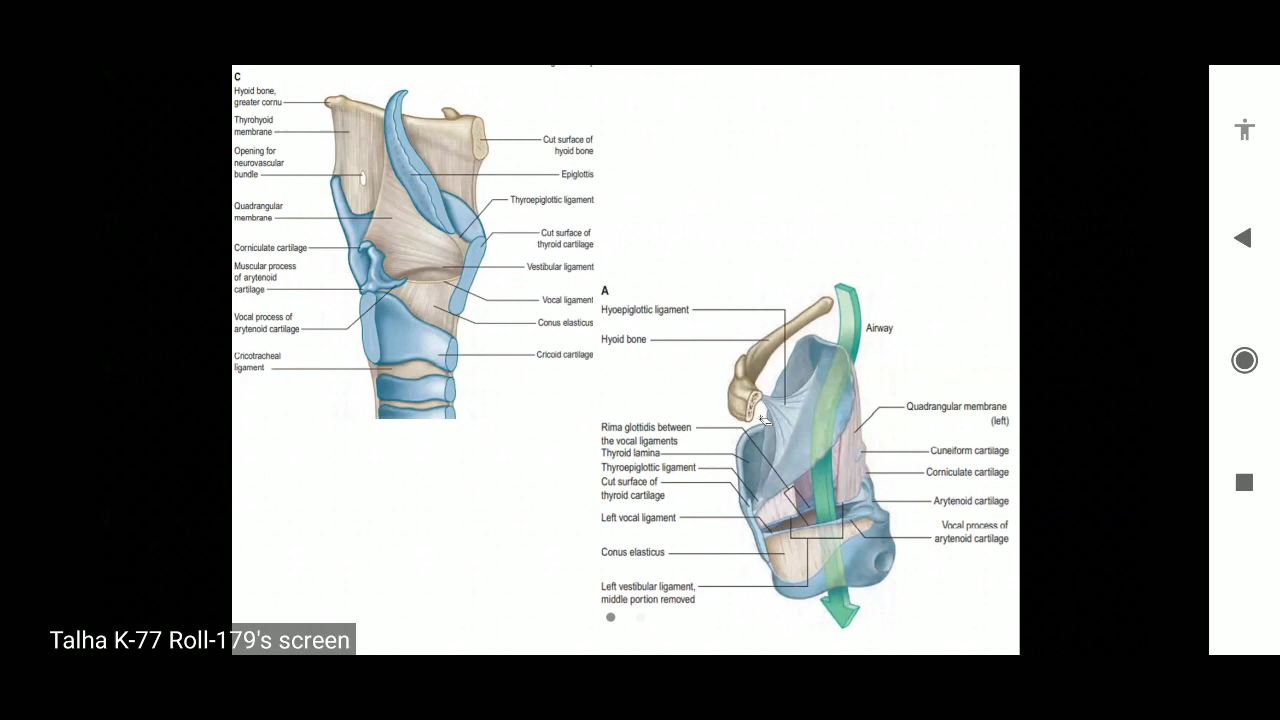 C
Hyoid bone,
greater cornu
Thyrohyoid
membrane
Opening for
neurovascular
bundle
Quadrangular
membrane
Corniculate cartilage
Muscular process
of arytenoid
cartilage
Vocal process of
arytenoid cartilage
Cricotracheal
ligament
Cut surface of
hyoid bone
Epiglottis
Thyroepiglottic ligament
Cut surface of
thyroid cartilage
Vestibular ligament
Vocal ligament
Conus elasticus
Cricoid cartilage
A
Hyoepiglottic ligament
Hyoid bone
Airway
Rima glottidis between
the vocal ligaments
Thyroid lamina
Thyroepiglottic ligament
Cut surface of
thyroid cartilage
Left vocal ligament
Conus elasticus
Left vestibular ligament,
middle portion removed
Quadrangular membrane
(left)
Cuneiform cartilage
Corniculate cartilage
Arytenoid cartilage
Vocal process of
arytenoid cartilage
Talha K-77 Roll-179's screen